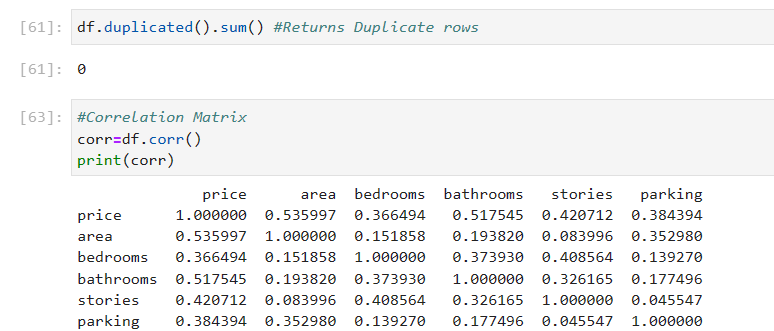 [61]: df.duplicated().sum() #Returns Duplicate rows
[61]: 0
[63]: #Correlation Matrix
corr=df.corr()
print(corr)
price area bedrooms bathrooms stories parking
price 1.000000 0.535997 0.366494 0.517545 0.420712 0.384394
area 0.535997 1.000000 0.151858 0.193820 0.083996 0.352980
bedrooms 0.366494 0.151858 1.000000 0.373930 0.408564 0.139270
bathrooms 0.517545 0.193820 0.373930 1.000000 0.326165 0.177496
stories 0.420712 0.083996 0.408564 0.326165 1.000000 0.045547
parking 0.384394 0.352980 0.139270 0.177496 0.045547 1.000000